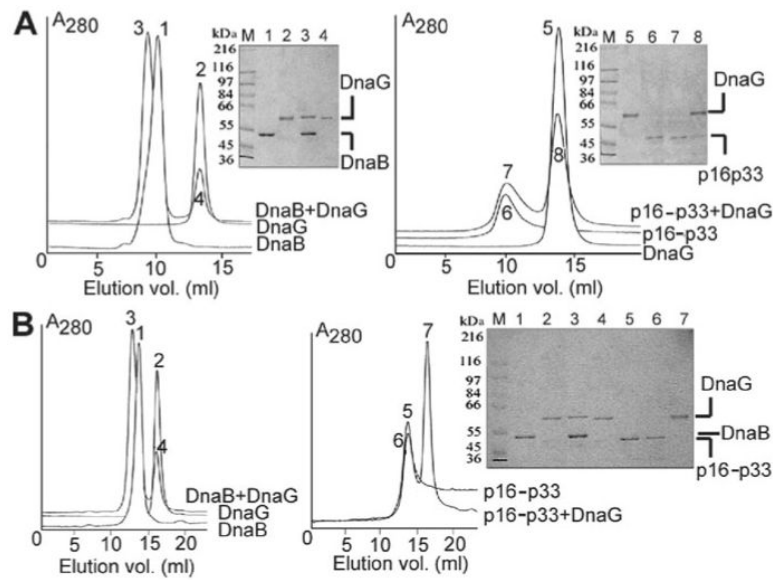 A
A280
3 1
2
4
DnaB+DnaG
DnaG
DnaB
0 5 10 15
Elution vol. (ml)
kDa M 1 2 3 4
216
116
97
84
66
55
45
36
DnaG
DnaB
A280
5
7
6
8
p16-p33+DnaG
p16-p33
DnaG
0 5 10 15
Elution vol. (ml)
kDa M 5 6 7 8
216
116
97
84
66
55
45
36
DnaG
p16p33
B
A280
3 1
2
4
DnaB+DnaG
DnaG
DnaB
0 5 10 15 20
Elution vol. (ml)
A280
7
5
6
p16-p33
p16-p33+DnaG
0 5 10 15 20
Elution vol. (ml)
kDa M 1 2 3 4 5 6 7
216
116
97
84
66
55
45
36
DnaG
DnaB
p16-p33